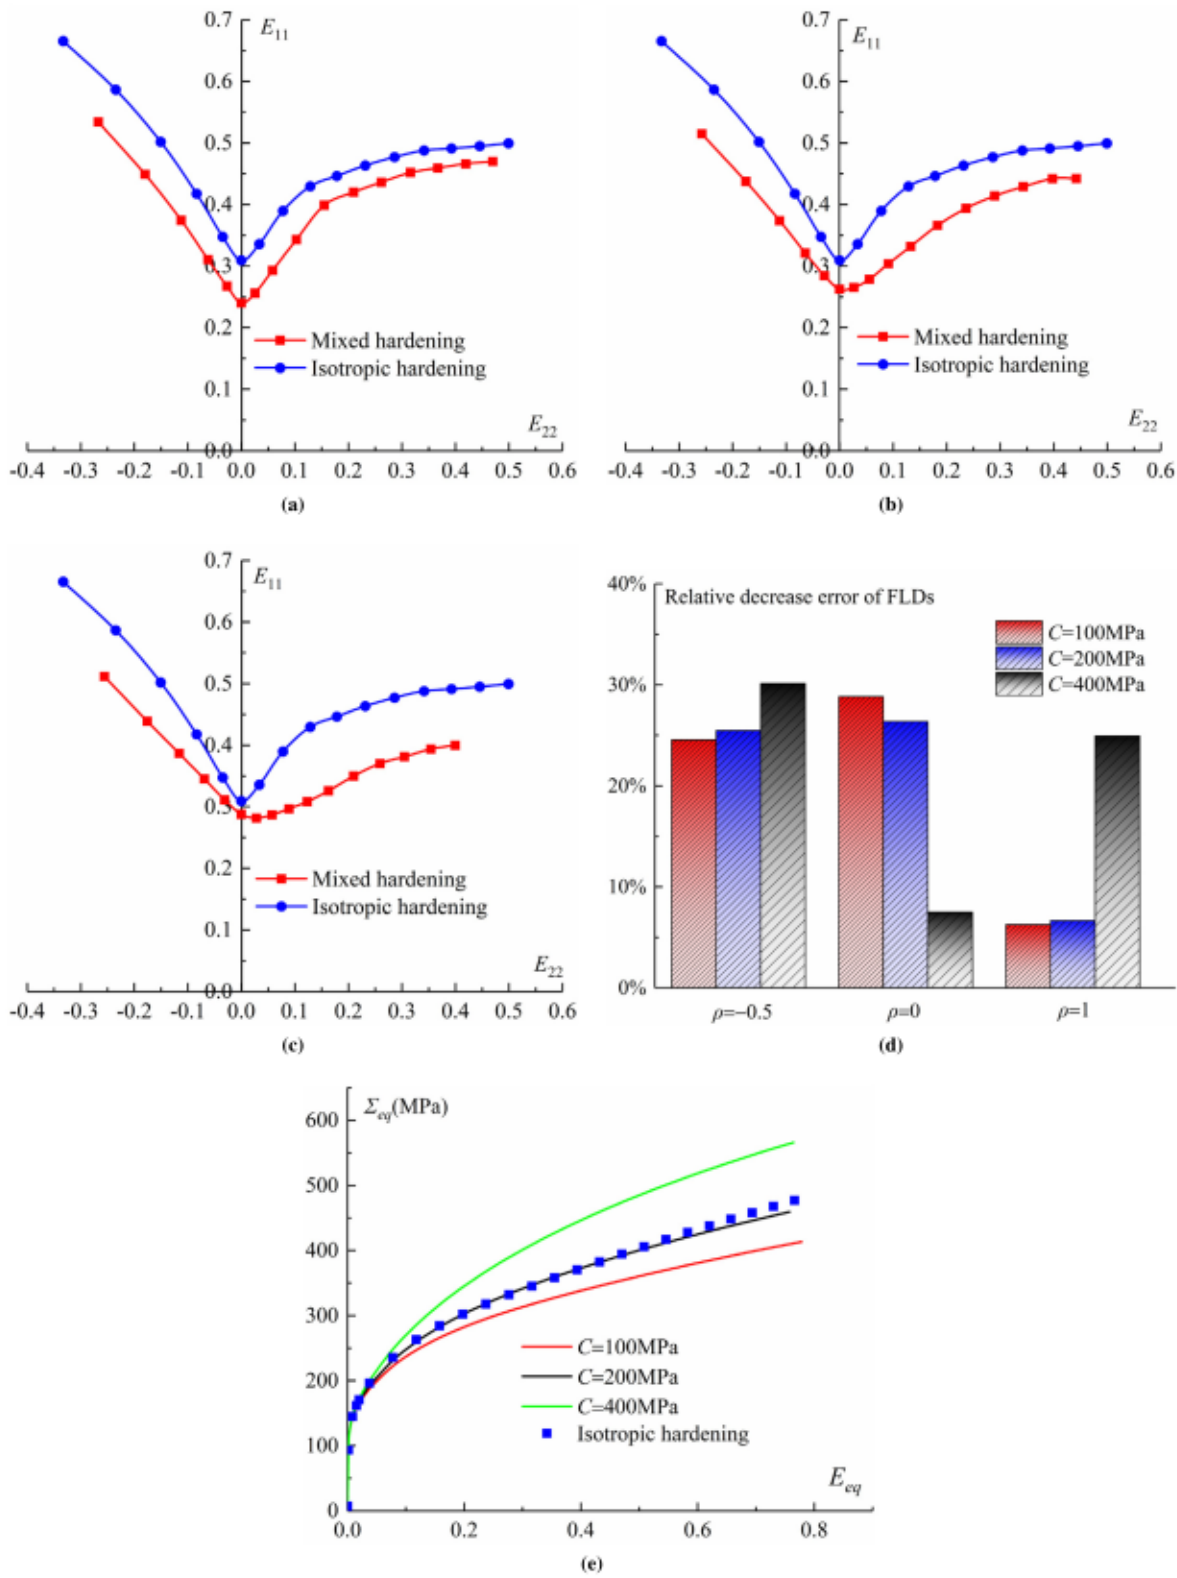 0.7
E11
0.6
0.5
0.4
0.3
0.2
Mixed hardening
Isotropic hardening
0.1
E22
0.0
-0.4 -0.3 -0.2 -0.1 0.0 0.1 0.2 0.3 0.4 0.5 0.6
(a)
0.7
E11
0.6
0.5
0.4
0.3
0.2
Mixed hardening
Isotropic hardening
0.1
E22
0.0
-0.4 -0.3 -0.2 -0.1 0.0 0.1 0.2 0.3 0.4 0.5 0.6
(b)
0.7
E11
0.6
0.5
0.4
0.3
0.2
Mixed hardening
Isotropic hardening
0.1
E22
0.0
-0.4 -0.3 -0.2 -0.1 0.0 0.1 0.2 0.3 0.4 0.5 0.6
(c)
40%
Relative decrease error of FLDs
C=100MPa
C=200MPa
C=400MPa
30%
20%
10%
0%
ρ=−0.5 ρ=0 ρ=1
(d)
Σeq(MPa)
600
500
400
300
200
100
0
C=100MPa
C=200MPa
C=400MPa
Isotropic hardening
Eeq
0.0 0.2 0.4 0.6 0.8
(e)